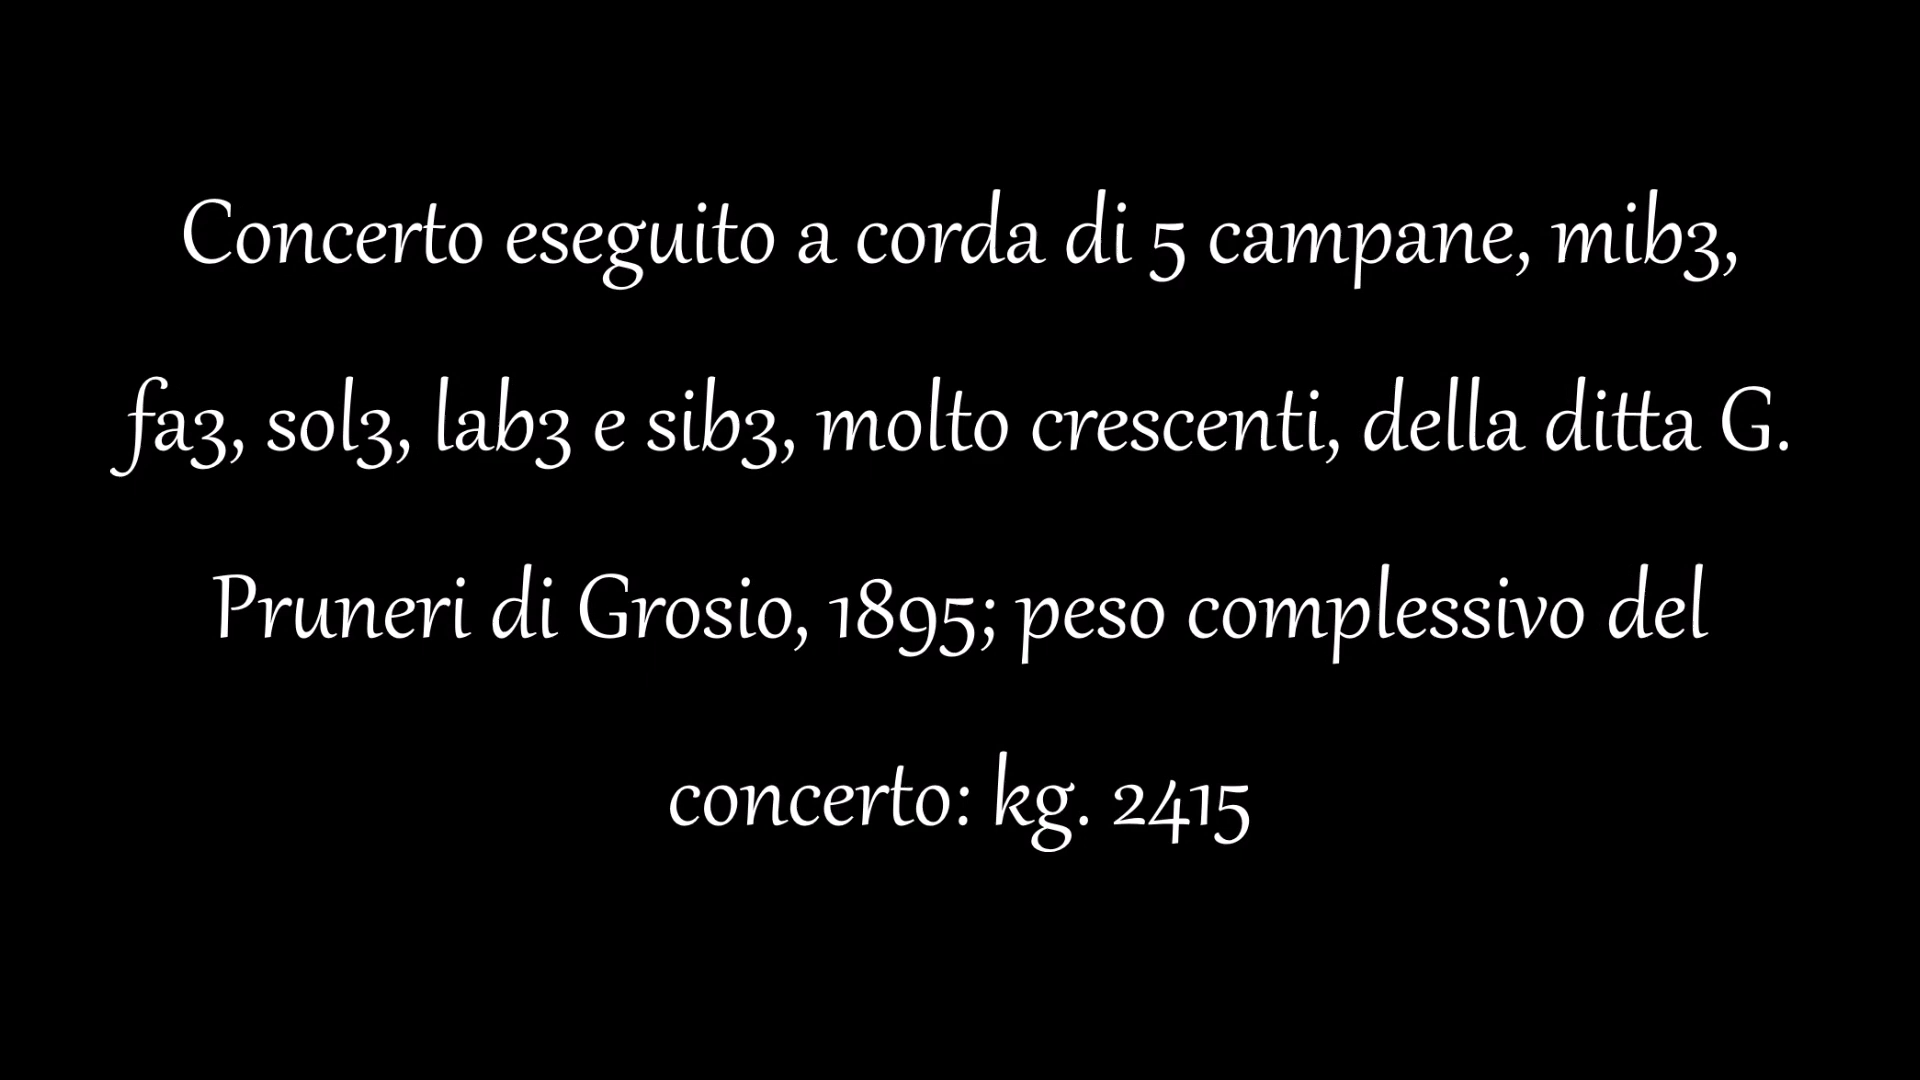 Concerto eseguito a corda di 5 campane, mib3,
fa3, sol3, lab3 e sib3, molto crescenti, della ditta G.
Pruneri di Grosio, 1895; peso complessivo del
concerto: kg. 2415